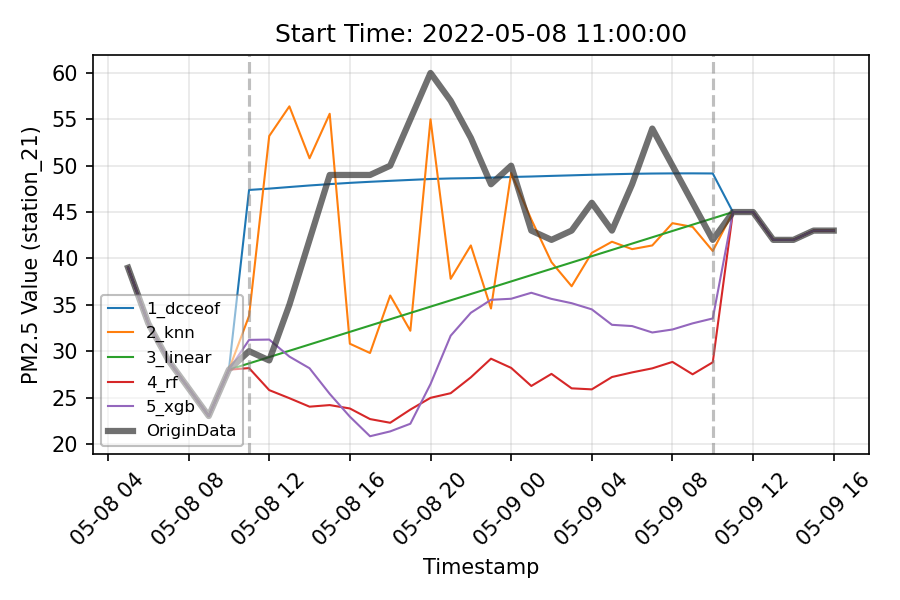 Start Time: 2022-05-08 11:00:00
PM2.5 Value (station_21)
60
55
50
45
40
35
30
25
20
1_dcceof
2_knn
3_linear
4_rf
5_xgb
OriginData
05-08 04
05-08 08
05-08 12
05-08 16
05-08 20
05-09 00
05-09 04
05-09 08
05-09 12
05-09 16
Timestamp